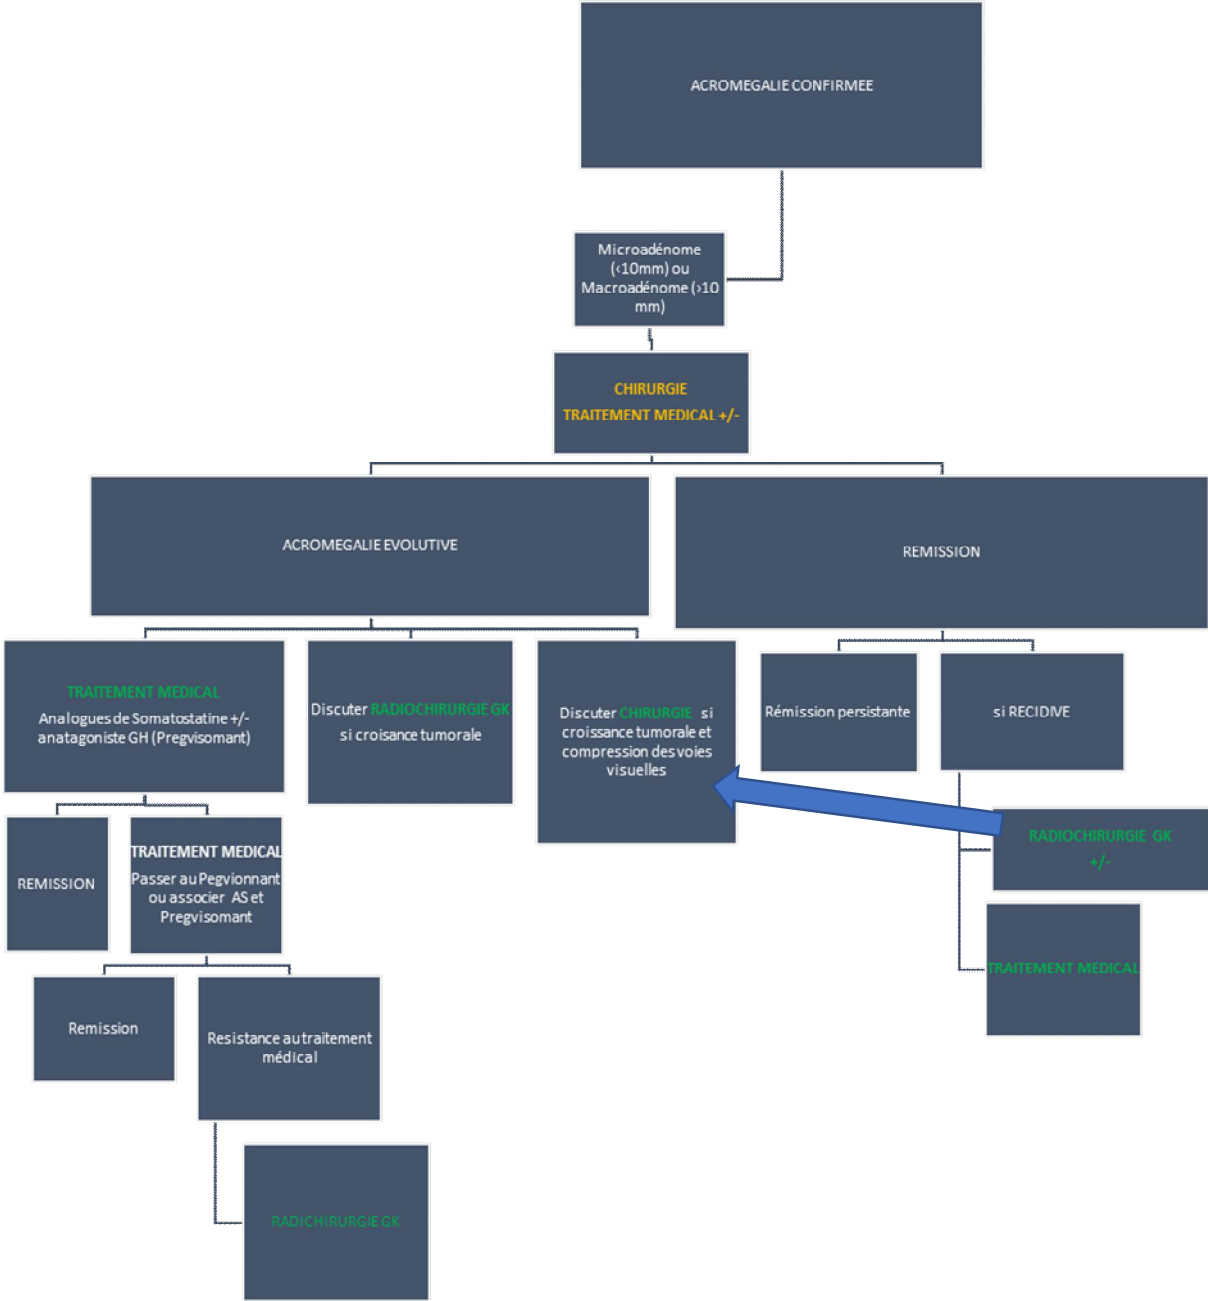 ACROMEGALIE CONFIRMEE
Microadénome
(‹10mm) ou
Macroadénome (›10
mm)
CHIRURGIE
TRAITEMENT MEDICAL +/-
ACROMEGALIE EVOLUTIVE
REMISSION
TRAITEMENT MEDICAL
Analogues de Somatostatine +/-
anatagoniste GH (Pregvisomant)
Discuter RADIOCHIRURGIE GK
si croisance tumorale
Discuter CHIRURGIE si
croissance tumorale et
compression des voies
visuelles
Rémission persistante
si RECIDIVE
REMISSION
TRAITEMENT MEDICAL
Passer au Pegvionnant
ou associer AS et
Pregvisomant
RADIOCHIRURGIE GK
+/-
TRAITEMENT MEDICAL
Remission
Resistance au traitement
médical
RADICHIRURGIE GK